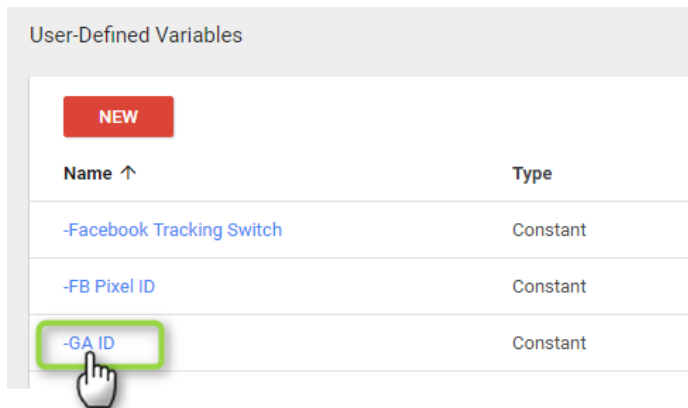 User-Defined Variables
NEW
Name ↑ Type
-Facebook Tracking Switch Constant
-FB Pixel ID Constant
-GA ID Constant